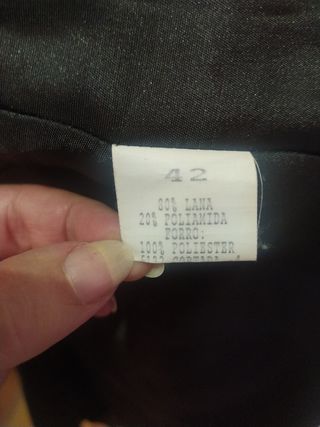 42
80% LANA
20% POLIAMIDA
FORRO:
100% POLIESTER